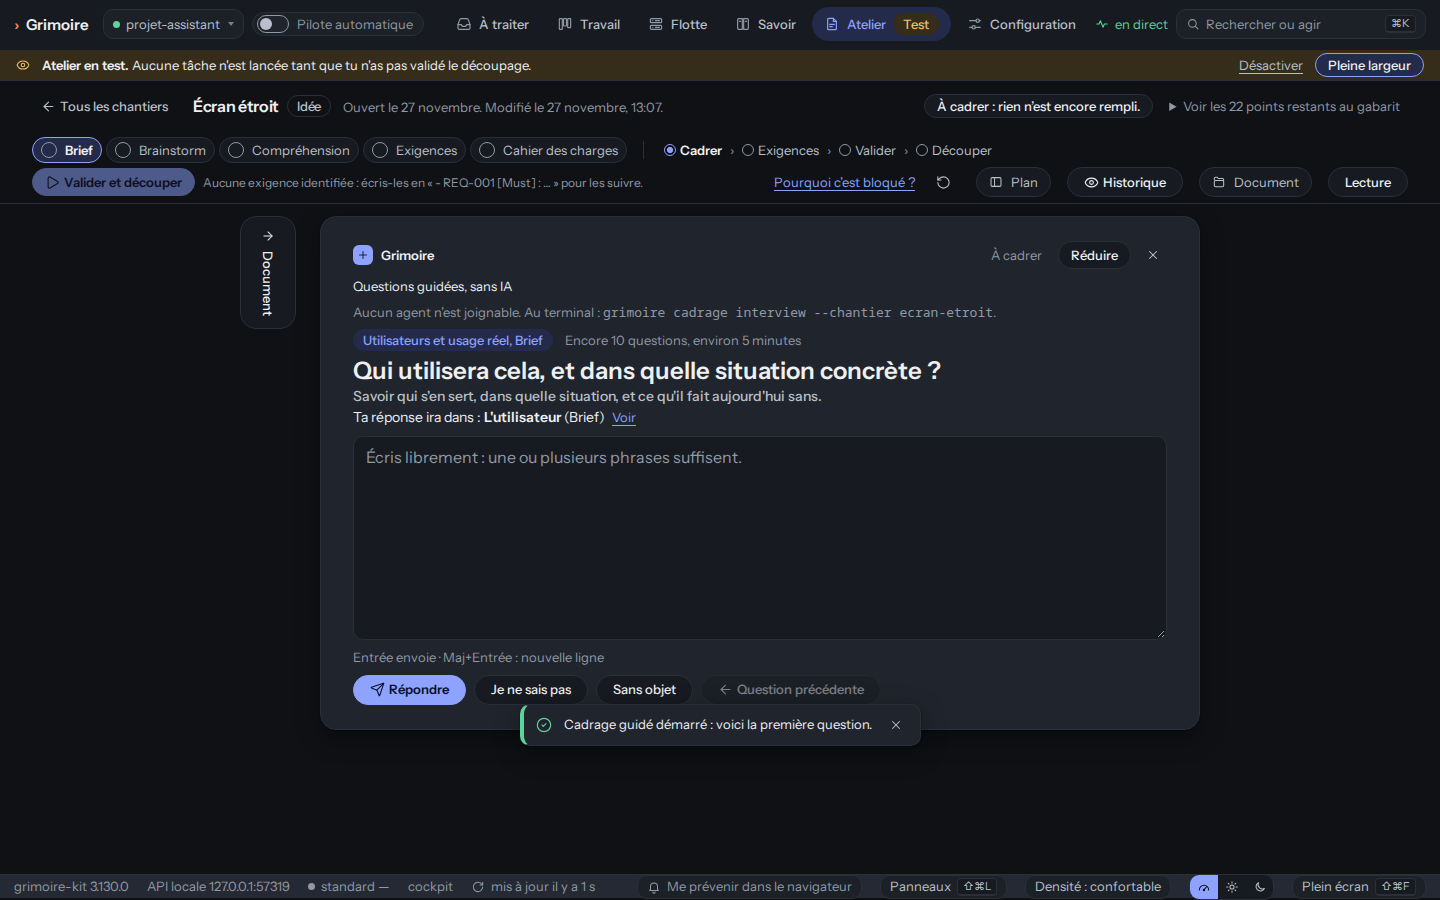 › Grimoire projet-assistant Pilote automatique À traiter Travail Flotte Savoir Atelier Test Configuration en direct Rechercher ou agir ⌘K
Atelier en test. Aucune tâche n'est lancée tant que tu n'as pas validé le découpage. Désactiver Pleine largeur
← Tous les chantiers Écran étroit Idée Ouvert le 27 novembre. Modifié le 27 novembre, 13:07. À cadrer : rien n'est encore rempli. ▶ Voir les 22 points restants au gabarit
Brief Brainstorm Compréhension Exigences Cahier des charges Cadrer › Exigences › Valider › Découper
Valider et découper Aucune exigence identifiée : écris-les en « - REQ-001 [Must] : … » pour les suivre. Pourquoi c'est bloqué ? Plan Historique Document Lecture
→ Document
Grimoire À cadrer Réduire
Questions guidées, sans IA
Aucun agent n'est joignable. Au terminal : grimoire cadrage interview --chantier ecran-etroit.
Utilisateurs et usage réel, Brief Encore 10 questions, environ 5 minutes
Qui utilisera cela, et dans quelle situation concrète ?
Savoir qui s'en sert, dans quelle situation, et ce qu'il fait aujourd'hui sans.
Ta réponse ira dans : L'utilisateur (Brief) Voir
Écris librement : une ou plusieurs phrases suffisent.
Entrée envoie · Maj+Entrée : nouvelle ligne
Répondre Je ne sais pas Sans objet ← Question précédente
Cadrage guidé démarré : voici la première question.
grimoire-kit 3.130.0 API locale 127.0.0.1:57319 standard — cockpit mis à jour il y a 1 s Me prévenir dans le navigateur Panneaux ⇧⌘L Densité : confortable Plein écran ⇧⌘F